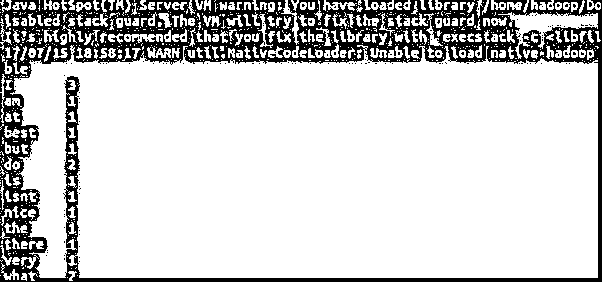 Java HotSpot(TM) Server VM warning: You have loaded library /home/hadoop/Do
isabled stack guard. The VM will try to fix the stack guard now.
It's highly recommended that you fix the library with 'execstack -c <libfil
17/07/15 18:58:17 WARN util.NativeCodeLoader: Unable to load native-hadoop
ble
I 3
am 1
at 1
best 1
but 1
do 2
is 1
isnt 1
nice 1
the 1
there 1
very 1
what 2